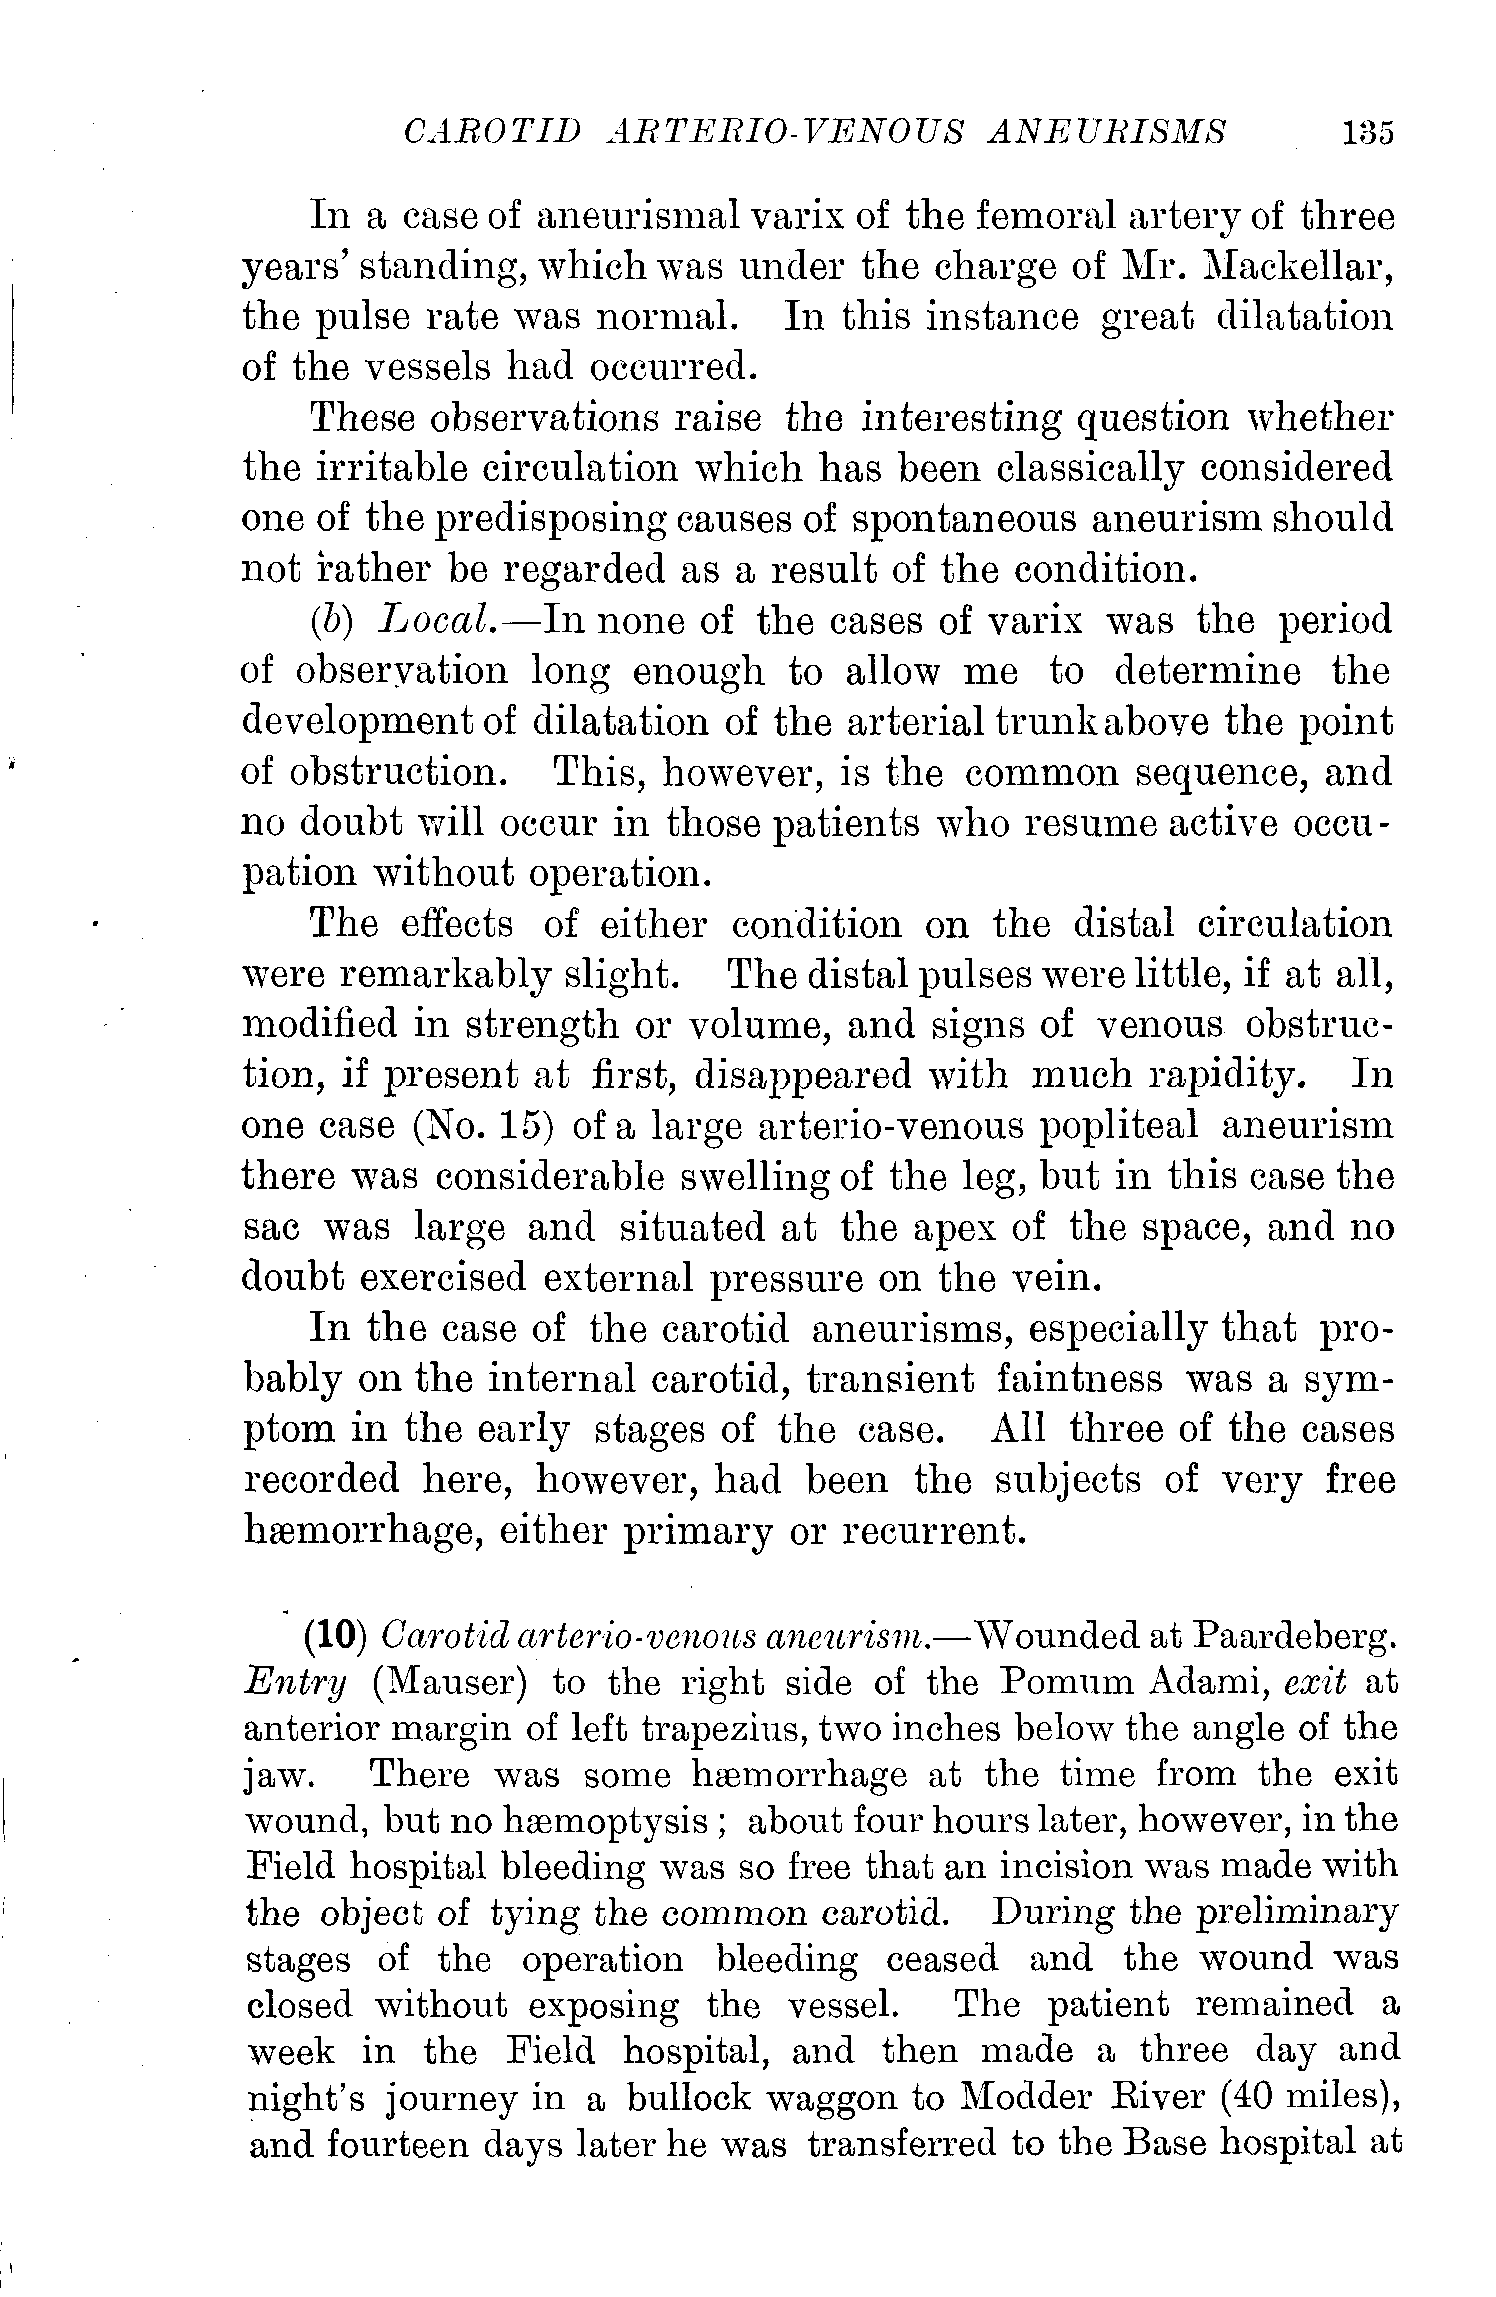 CAROTID ARTERIO-VENOUS ANEURISMS 135
In a case of aneurismal varix of the femoral artery of three
years' standing, which was under the charge of Mr. Mackellar,
the pulse rate was normal. In this instance great dilatation
of the vessels had occurred.
These observations raise the interesting question whether
the irritable circulation which has been classically considered
one of the predisposing causes of spontaneous aneurism should
not rather be regarded as a result of the condition.
(b) Local.—In none of the cases of varix was the period
of observation long enough to allow me to determine the
development of dilatation of the arterial trunk above the point
of obstruction. This, however, is the common sequence, and
no doubt will occur in those patients who resume active occu-
pation without operation.
The effects of either condition on the distal circulation
were remarkably slight. The distal pulses were little, if at all,
modified in strength or volume, and signs of venous obstruc-
tion, if present at first, disappeared with much rapidity. In
one case (No. 15) of a large arterio-venous popliteal aneurism
there was considerable swelling of the leg, but in this case the
sac was large and situated at the apex of the space, and no
doubt exercised external pressure on the vein.
In the case of the carotid aneurisms, especially that pro-
bably on the internal carotid, transient faintness was a sym-
ptom in the early stages of the case. All three of the cases
recorded here, however, had been the subjects of very free
hæmorrhage, either primary or recurrent.
(10) Carotid arterio-venous aneurism.—Wounded at Paardeberg.
Entry (Mauser) to the right side of the Pomum Adami, exit at
anterior margin of left trapezius, two inches below the angle of the
jaw. There was some hæmorrhage at the time from the exit
wound, but no hæmoptysis; about four hours later, however, in the
Field hospital bleeding was so free that an incision was made with
the object of tying the common carotid. During the preliminary
stages of the operation bleeding ceased and the wound was
closed without exposing the vessel. The patient remained a
week in the Field hospital, and then made a three day and
night's journey in a bullock waggon to Modder River (40 miles),
and fourteen days later he was transferred to the Base hospital at